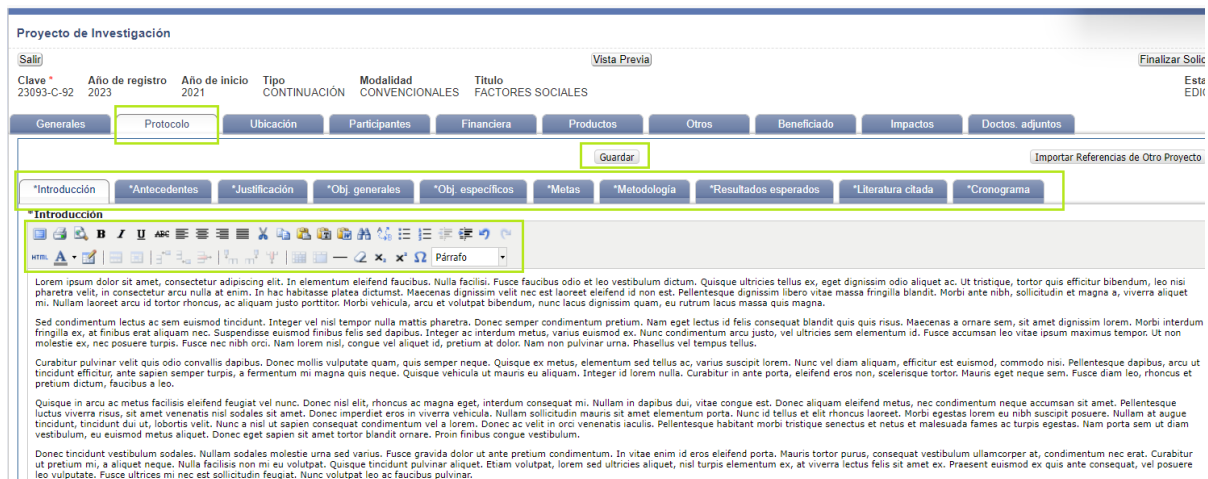 Proyecto de Investigación
Salir Vista Previa Finalizar Solic
Clave * Año de registro Año de inicio Tipo Modalidad Titulo Esta
23093-C-92 2023 2021 CONTINUACIÓN CONVENCIONALES FACTORES SOCIALES EDIC
Generales Protocolo Ubicación Participantes Financiera Productos Otros Beneficiado Impactos Doctos. adjuntos
Guardar Importar Referencias de Otro Proyecto
*Introducción *Antecedentes *Justificación *Obj. generales *Obj. específicos *Metas *Metodología *Resultados esperados *Literatura citada *Cronograma
*Introducción
B I U ABC
HTML A Párrafo
Lorem ipsum dolor sit amet, consectetur adipiscing elit. In elementum eleifend faucibus. Nulla facilisi. Fusce faucibus odio et leo vestibulum dictum. Quisque ultricies tellus ex, eget dignissim odio aliquet ac. Ut tristique, tortor quis efficitur bibendum, leo nisi
pharetra velit, in consectetur arcu nulla at enim. In hac habitasse platea dictumst. Maecenas dignissim velit nec est laoreet eleifend id non est. Pellentesque dignissim libero vitae massa fringilla blandit. Morbi ante nibh, sollicitudin et magna a, viverra aliquet
mi. Nullam laoreet arcu id tortor rhoncus, ac aliquam justo porttitor. Morbi vehicula, arcu et volutpat bibendum, nunc lacus dignissim quam, eu rutrum lacus massa quis magna.
Sed condimentum lectus ac sem euismod tincidunt. Integer vel nisl tempor nulla mattis pharetra. Donec semper condimentum pretium. Nam eget lectus id felis consequat blandit quis quis risus. Maecenas a ornare sem, sit amet dignissim lorem. Morbi interdum
fringilla ex, at finibus erat aliquam nec. Suspendisse euismod finibus felis sed dapibus. Integer ac interdum metus, varius euismod ex. Nunc condimentum arcu justo, vel ultricies sem elementum id. Fusce accumsan leo vitae ipsum maximus tempor. Ut non
molestie ex, nec posuere turpis. Fusce nec nibh orci. Nam lorem nisl, congue vel aliquet id, pretium at dolor. Nam non pulvinar urna. Phasellus vel tempus tellus.
Curabitur pulvinar velit quis odio convallis dapibus. Donec mollis vulputate quam, quis semper neque. Quisque ex metus, elementum sed tellus ac, varius suscipit lorem. Nunc vel diam aliquam, efficitur est euismod, commodo nisi. Pellentesque dapibus, arcu ut
tincidunt efficitur, ante sapien semper turpis, a fermentum mi magna quis neque. Quisque vehicula ut mauris eu aliquam. Integer id lorem nulla. Curabitur in ante porta, eleifend eros non, scelerisque tortor. Mauris eget neque sem. Fusce diam leo, rhoncus et
pretium dictum, faucibus a leo.
Quisque in arcu ac metus facilisis eleifend feugiat vel nunc. Donec nisl elit, rhoncus ac magna eget, interdum consequat mi. Nullam in dapibus dui, vitae congue est. Donec aliquam eleifend metus, nec condimentum neque accumsan sit amet. Pellentesque
luctus viverra risus, sit amet venenatis nisl sodales sit amet. Donec imperdiet eros in viverra vehicula. Nullam sollicitudin mauris sit amet elementum porta. Nunc id tellus et elit rhoncus laoreet. Morbi egestas lorem eu nibh suscipit posuere. Nullam at augue
tincidunt, tincidunt dui ut, lobortis velit. Nunc a nisl ut sapien consequat condimentum vel a lorem. Donec ac velit in orci venenatis iaculis. Pellentesque habitant morbi tristique senectus et netus et malesuada fames ac turpis egestas. Nam porta sem ut diam
vestibulum, eu euismod metus aliquet. Donec eget sapien sit amet tortor blandit ornare. Proin finibus congue vestibulum.
Donec tincidunt vestibulum sodales. Nullam sodales molestie urna sed varius. Fusce gravida dolor ut ante pretium condimentum. In vitae enim id eros eleifend porta. Mauris tortor purus, consequat vestibulum ullamcorper at, condimentum nec erat. Curabitur
ut pretium mi, a aliquet neque. Nulla facilisis non mi eu volutpat. Quisque tincidunt pulvinar aliquet. Etiam volutpat, lorem sed ultricies aliquet, nisl turpis elementum ex, at viverra lectus felis sit amet ex. Praesent euismod ex quis ante consequat, vel posuere
leo vulputate. Fusce ultrices mi nec est sollicitudin feugiat. Nunc volutpat leo ac faucibus pulvinar.